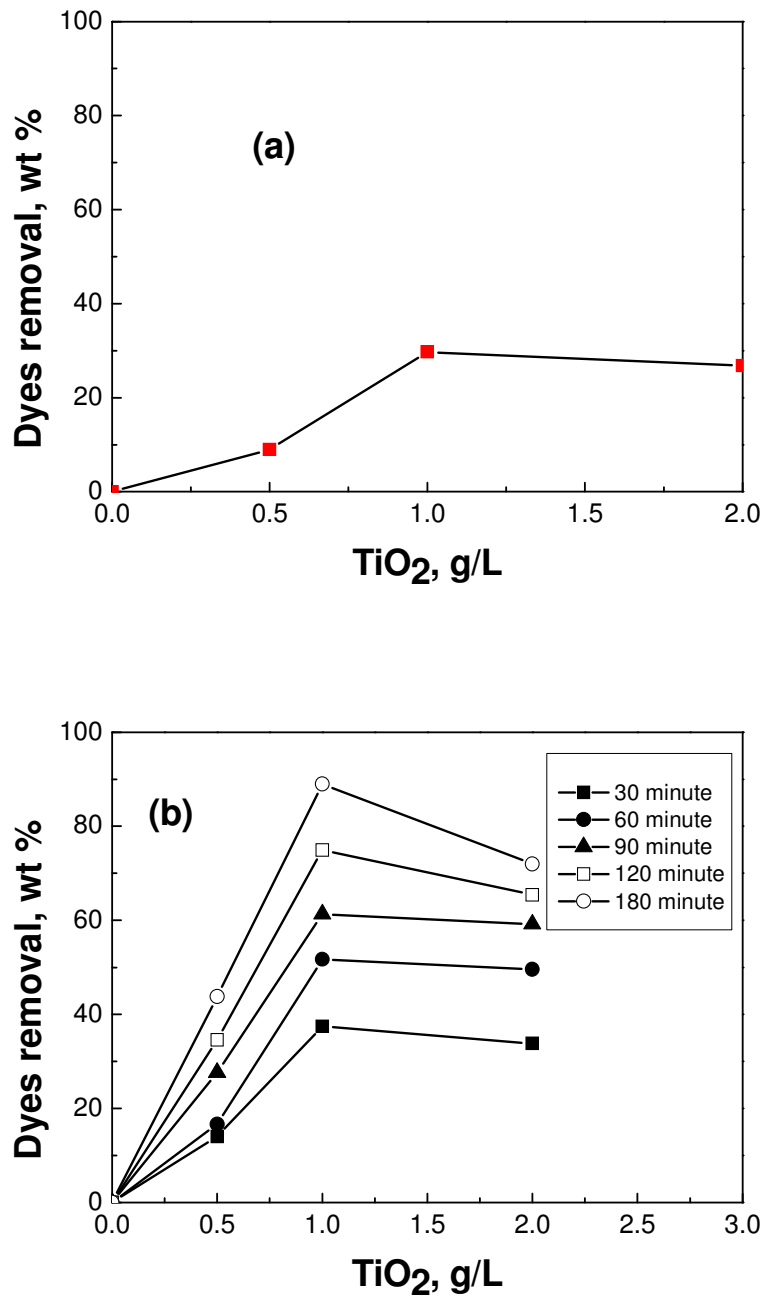 100
80
60
40
20
0
Dyes removal, wt %
(a)
0.0 0.5 1.0 1.5 2.0
TiO2, g/L
100
80
60
40
20
0
Dyes removal, wt %
(b)
30 minute
60 minute
90 minute
120 minute
180 minute
0.0 0.5 1.0 1.5 2.0 2.5 3.0
TiO2, g/L